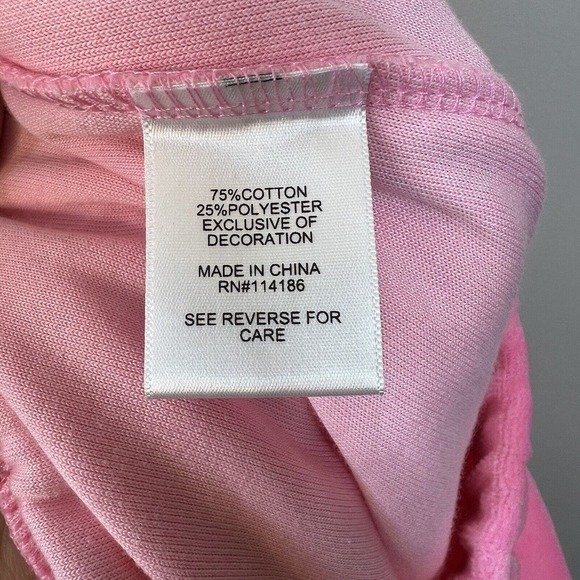 75%COTTON
25%POLYESTER
EXCLUSIVE OF
DECORATION
MADE IN CHINA
RN#114186
SEE REVERSE FOR
CARE